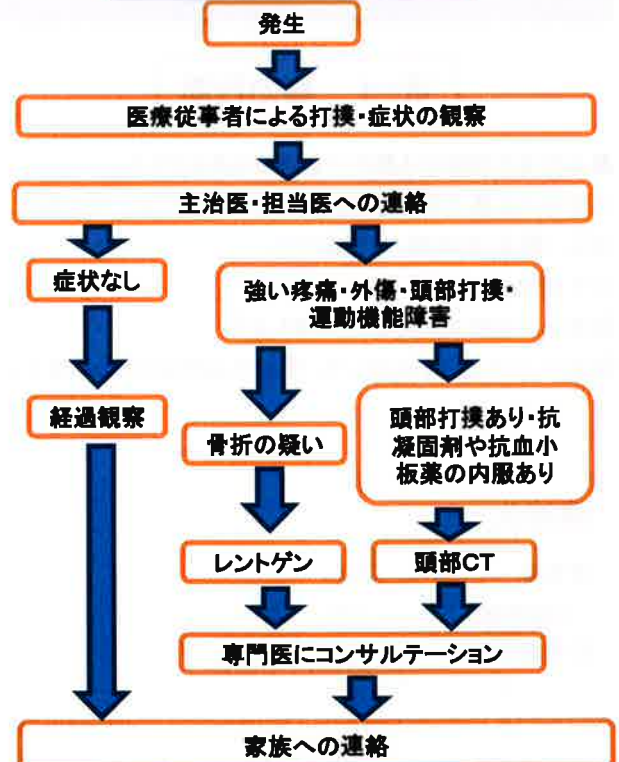 発生
医療従事者による打撲・症状の観察
主治医・担当医への連絡
症状なし
強い疼痛・外傷・頭部打撲・
運動機能障害
経過観察
骨折の疑い
頭部打撲あり・抗
凝固剤や抗血小
板薬の内服あり
レントゲン
頭部CT
専門医にコンサルテーション
家族への連絡